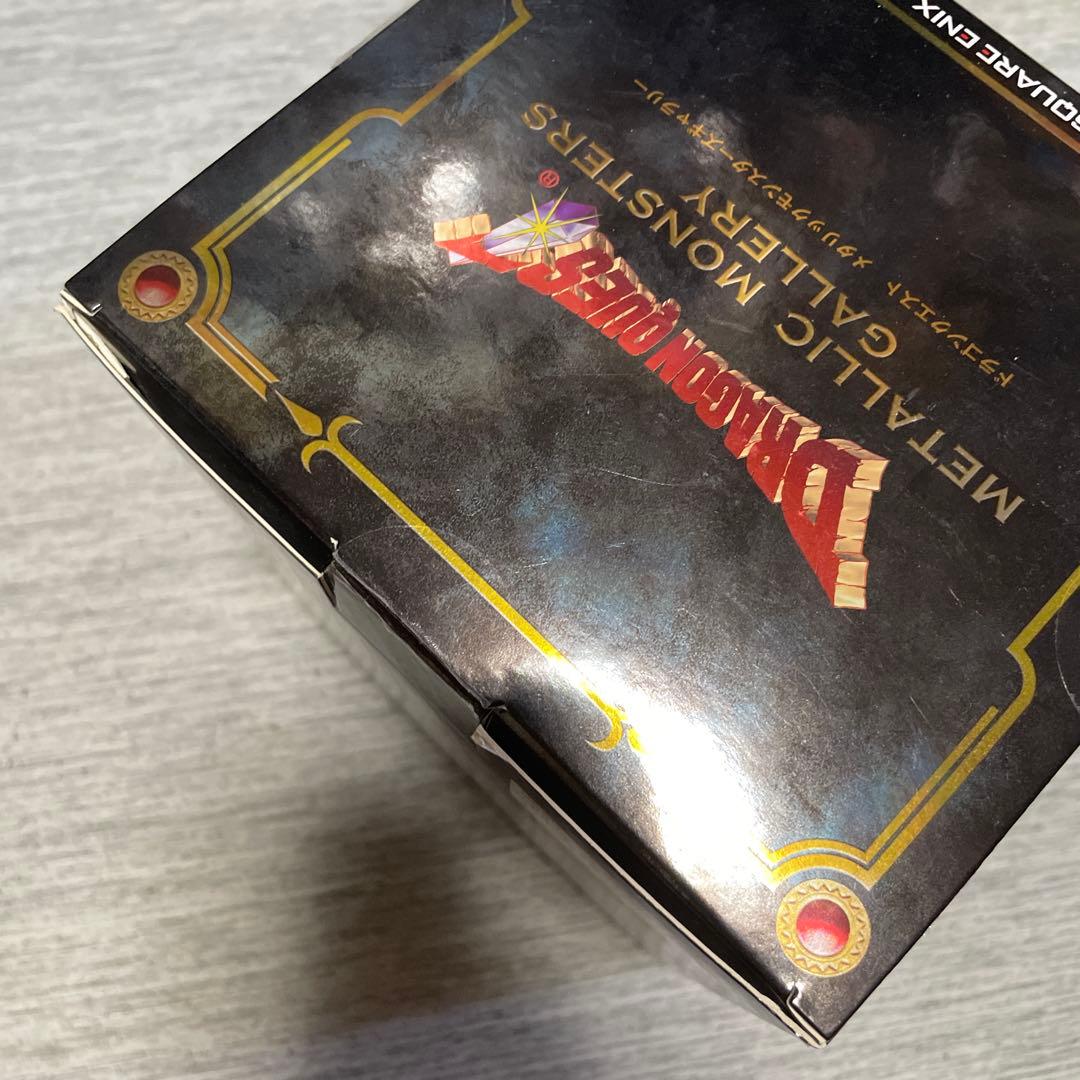 SQUARE ENIX
DRAGON QUEST
®
METALLIC MONSTERS
GALLERY
ドラゴンクエスト メタリックモンスターズギャラリー